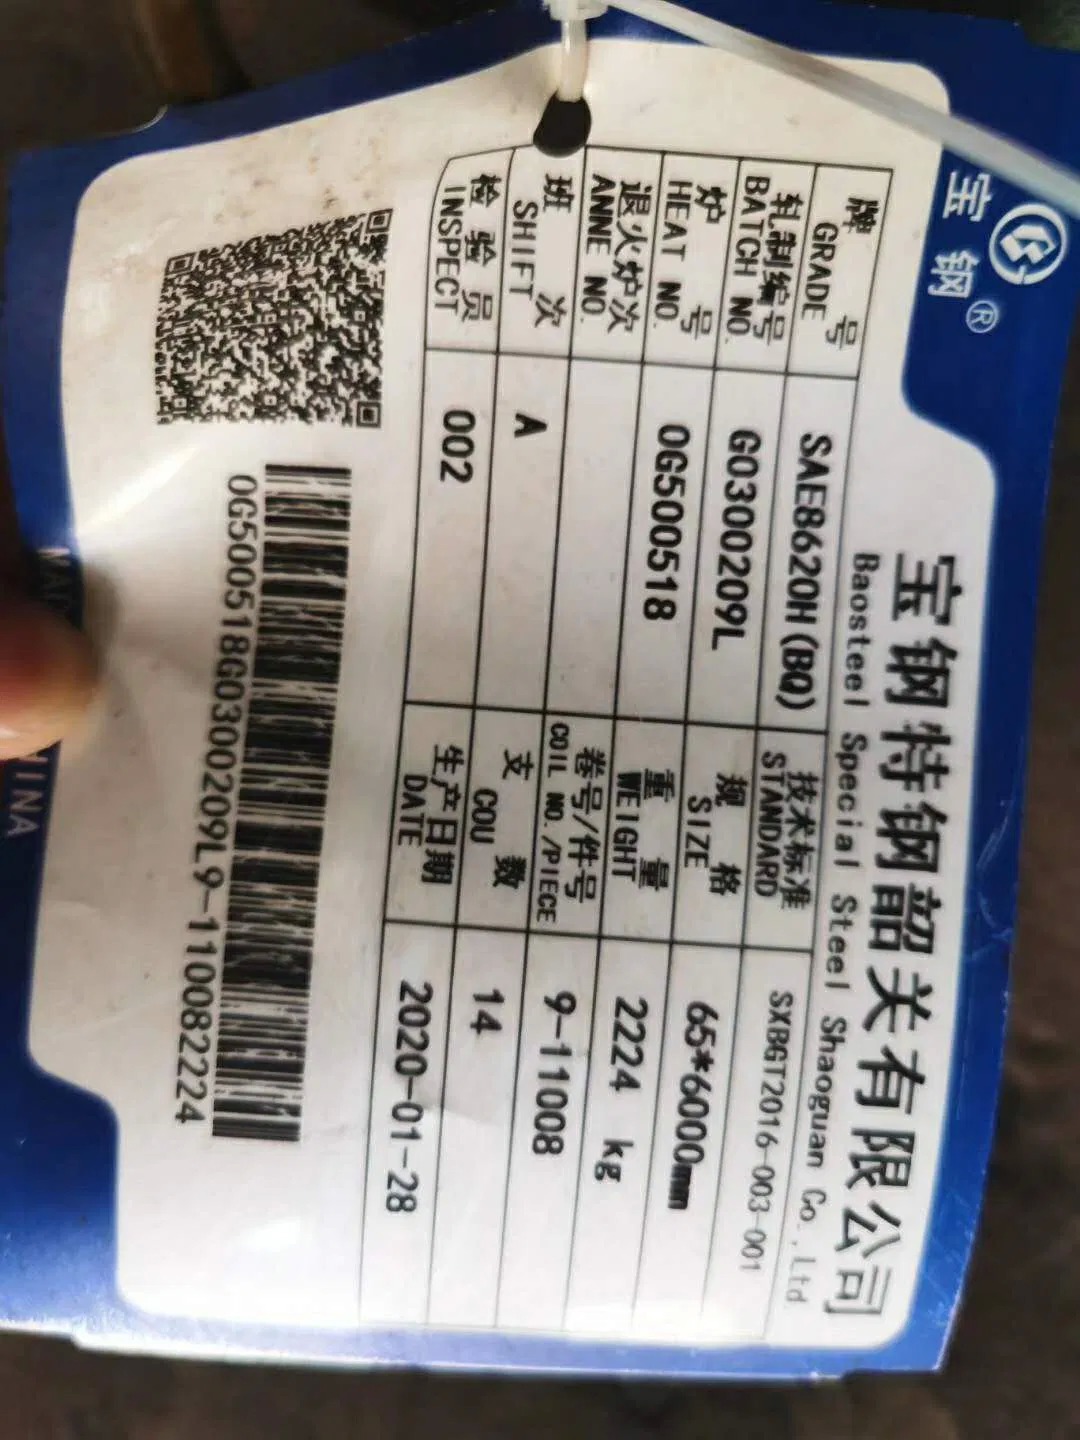 宝钢®
宝钢特钢韶关有限公司
Baosteel Special Steel Shaoguan Co.,Ltd
牌 号 SAE8620H(BQ) 技术标准 SXBGT2016-003-001
GRADE STANDARD
轧制编号 G0300209L 规 格 65*6000mm
BATCH NO. SIZE
炉 号 0G500518 重 量 2224 kg
HEAT NO. WEIGHT
退火炉次 卷号/件号 9-11008
ANNE NO. COIL NO./PIECE
班 次 A 支 数 14
SHIFT COU
检 验 员 002 生产日期 2020-01-28
INSPECT DATE
0G500518G0300209L9-110082224